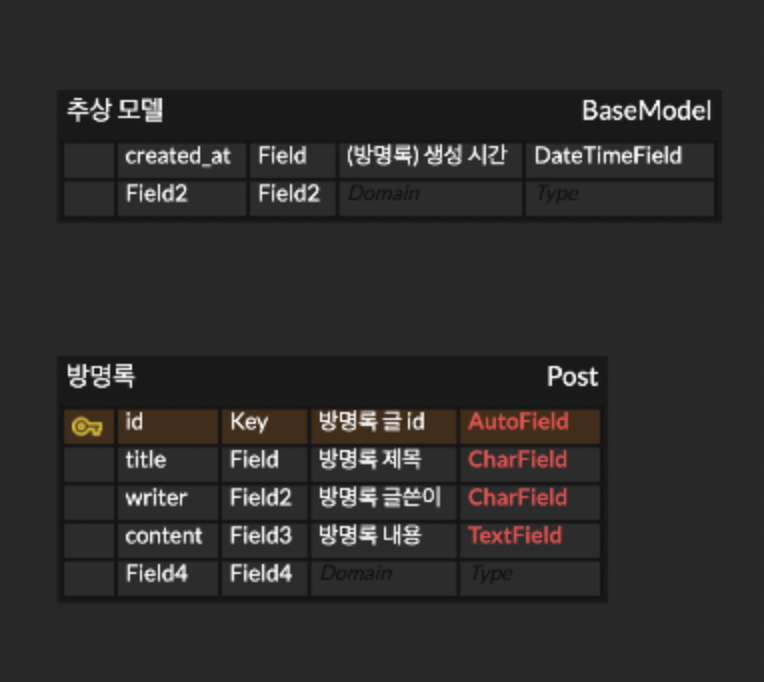 추상 모델 BaseModel
created_at Field (방명록) 생성 시간 DateTimeField
Field2 Field2 Domain Type
방명록 Post
id Key 방명록 글 id AutoField
title Field 방명록 제목 CharField
writer Field2 방명록 글쓴이 CharField
content Field3 방명록 내용 TextField
Field4 Field4 Domain Type